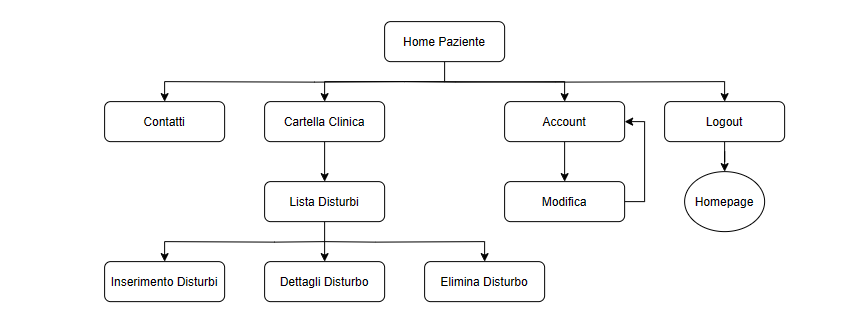 Home Paziente
Contatti
Cartella Clinica
Account
Logout
Lista Disturbi
Modifica
Homepage
Inserimento Disturbi
Dettagli Disturbo
Elimina Disturbo